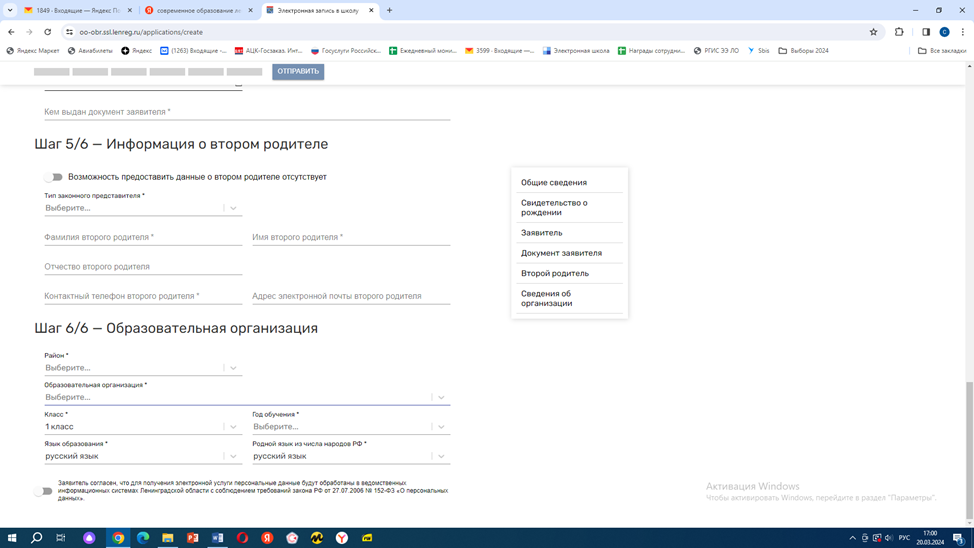 1849 - Входящие — Яндекс По
современное образование ле
Электронная запись в школу
oo-obr.ssl.lenreg.ru/applications/create
Яндекс Маркет
Авиабилеты
Яндекс
(1263) Входящие -...
АЦК-Госзаказ. Инт...
Госуслуги Российск...
Еженедельный мони...
3599 - Входящие —...
Электронная школа
Награды сотрудни...
РГИС ЭЭ ЛО
Sbis
Выборы 2024
Все закладки
ОТПРАВИТЬ
Кем выдан документ заявителя *
Шаг 5/6 — Информация о втором родителе
Возможность предоставить данные о втором родителе отсутствует
Тип законного представителя *
Выберите...
Фамилия второго родителя *
Имя второго родителя *
Отчество второго родителя
Контактный телефон второго родителя *
Адрес электронной почты второго родителя
Общие сведения
Свидетельство о
рождении
Заявитель
Документ заявителя
Второй родитель
Сведения об
организации
Шаг 6/6 — Образовательная организация
Район *
Выберите...
Образовательная организация *
Выберите...
Класс *
Год обучения *
1 класс
Выберите...
Язык образования *
Родной язык из числа народов РФ *
русский язык
русский язык
Заявитель согласен, что для получения электронной услуги персональные данные будут обработаны в ведомственных
информационных системах Ленинградской области с соблюдением требований закона РФ от 27.07.2006 № 152-ФЗ «О персональных
данных».
Активация Windows
Чтобы активировать Windows, перейдите в раздел "Параметры".
РУС
17:00
20.03.2024